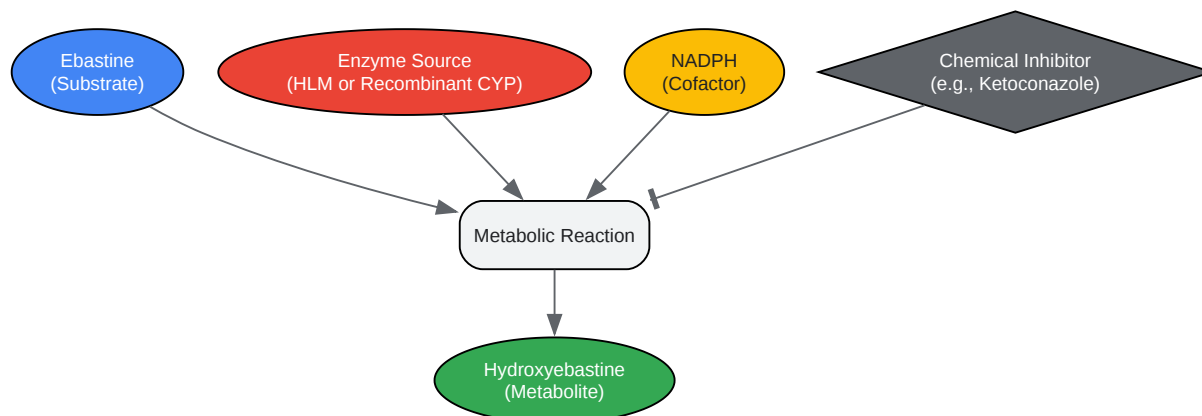 Ebastine
(Substrate)
Enzyme Source
(HLM or Recombinant CYP)
NADPH
(Cofactor)
Chemical Inhibitor
(e.g., Ketoconazole)
Metabolic Reaction
Hydroxyebastine
(Metabolite)